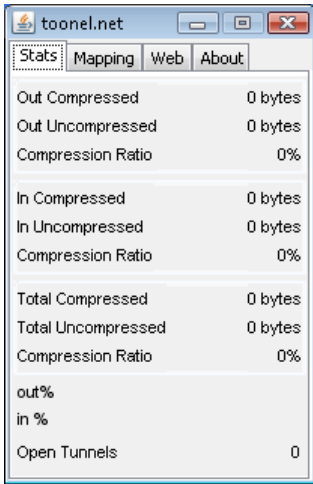 toonel.net
Stats Mapping Web About
Out Compressed 0 bytes
Out Uncompressed 0 bytes
Compression Ratio 0%
In Compressed 0 bytes
In Uncompressed 0 bytes
Compression Ratio 0%
Total Compressed 0 bytes
Total Uncompressed 0 bytes
Compression Ratio 0%
out%
in %
Open Tunnels 0